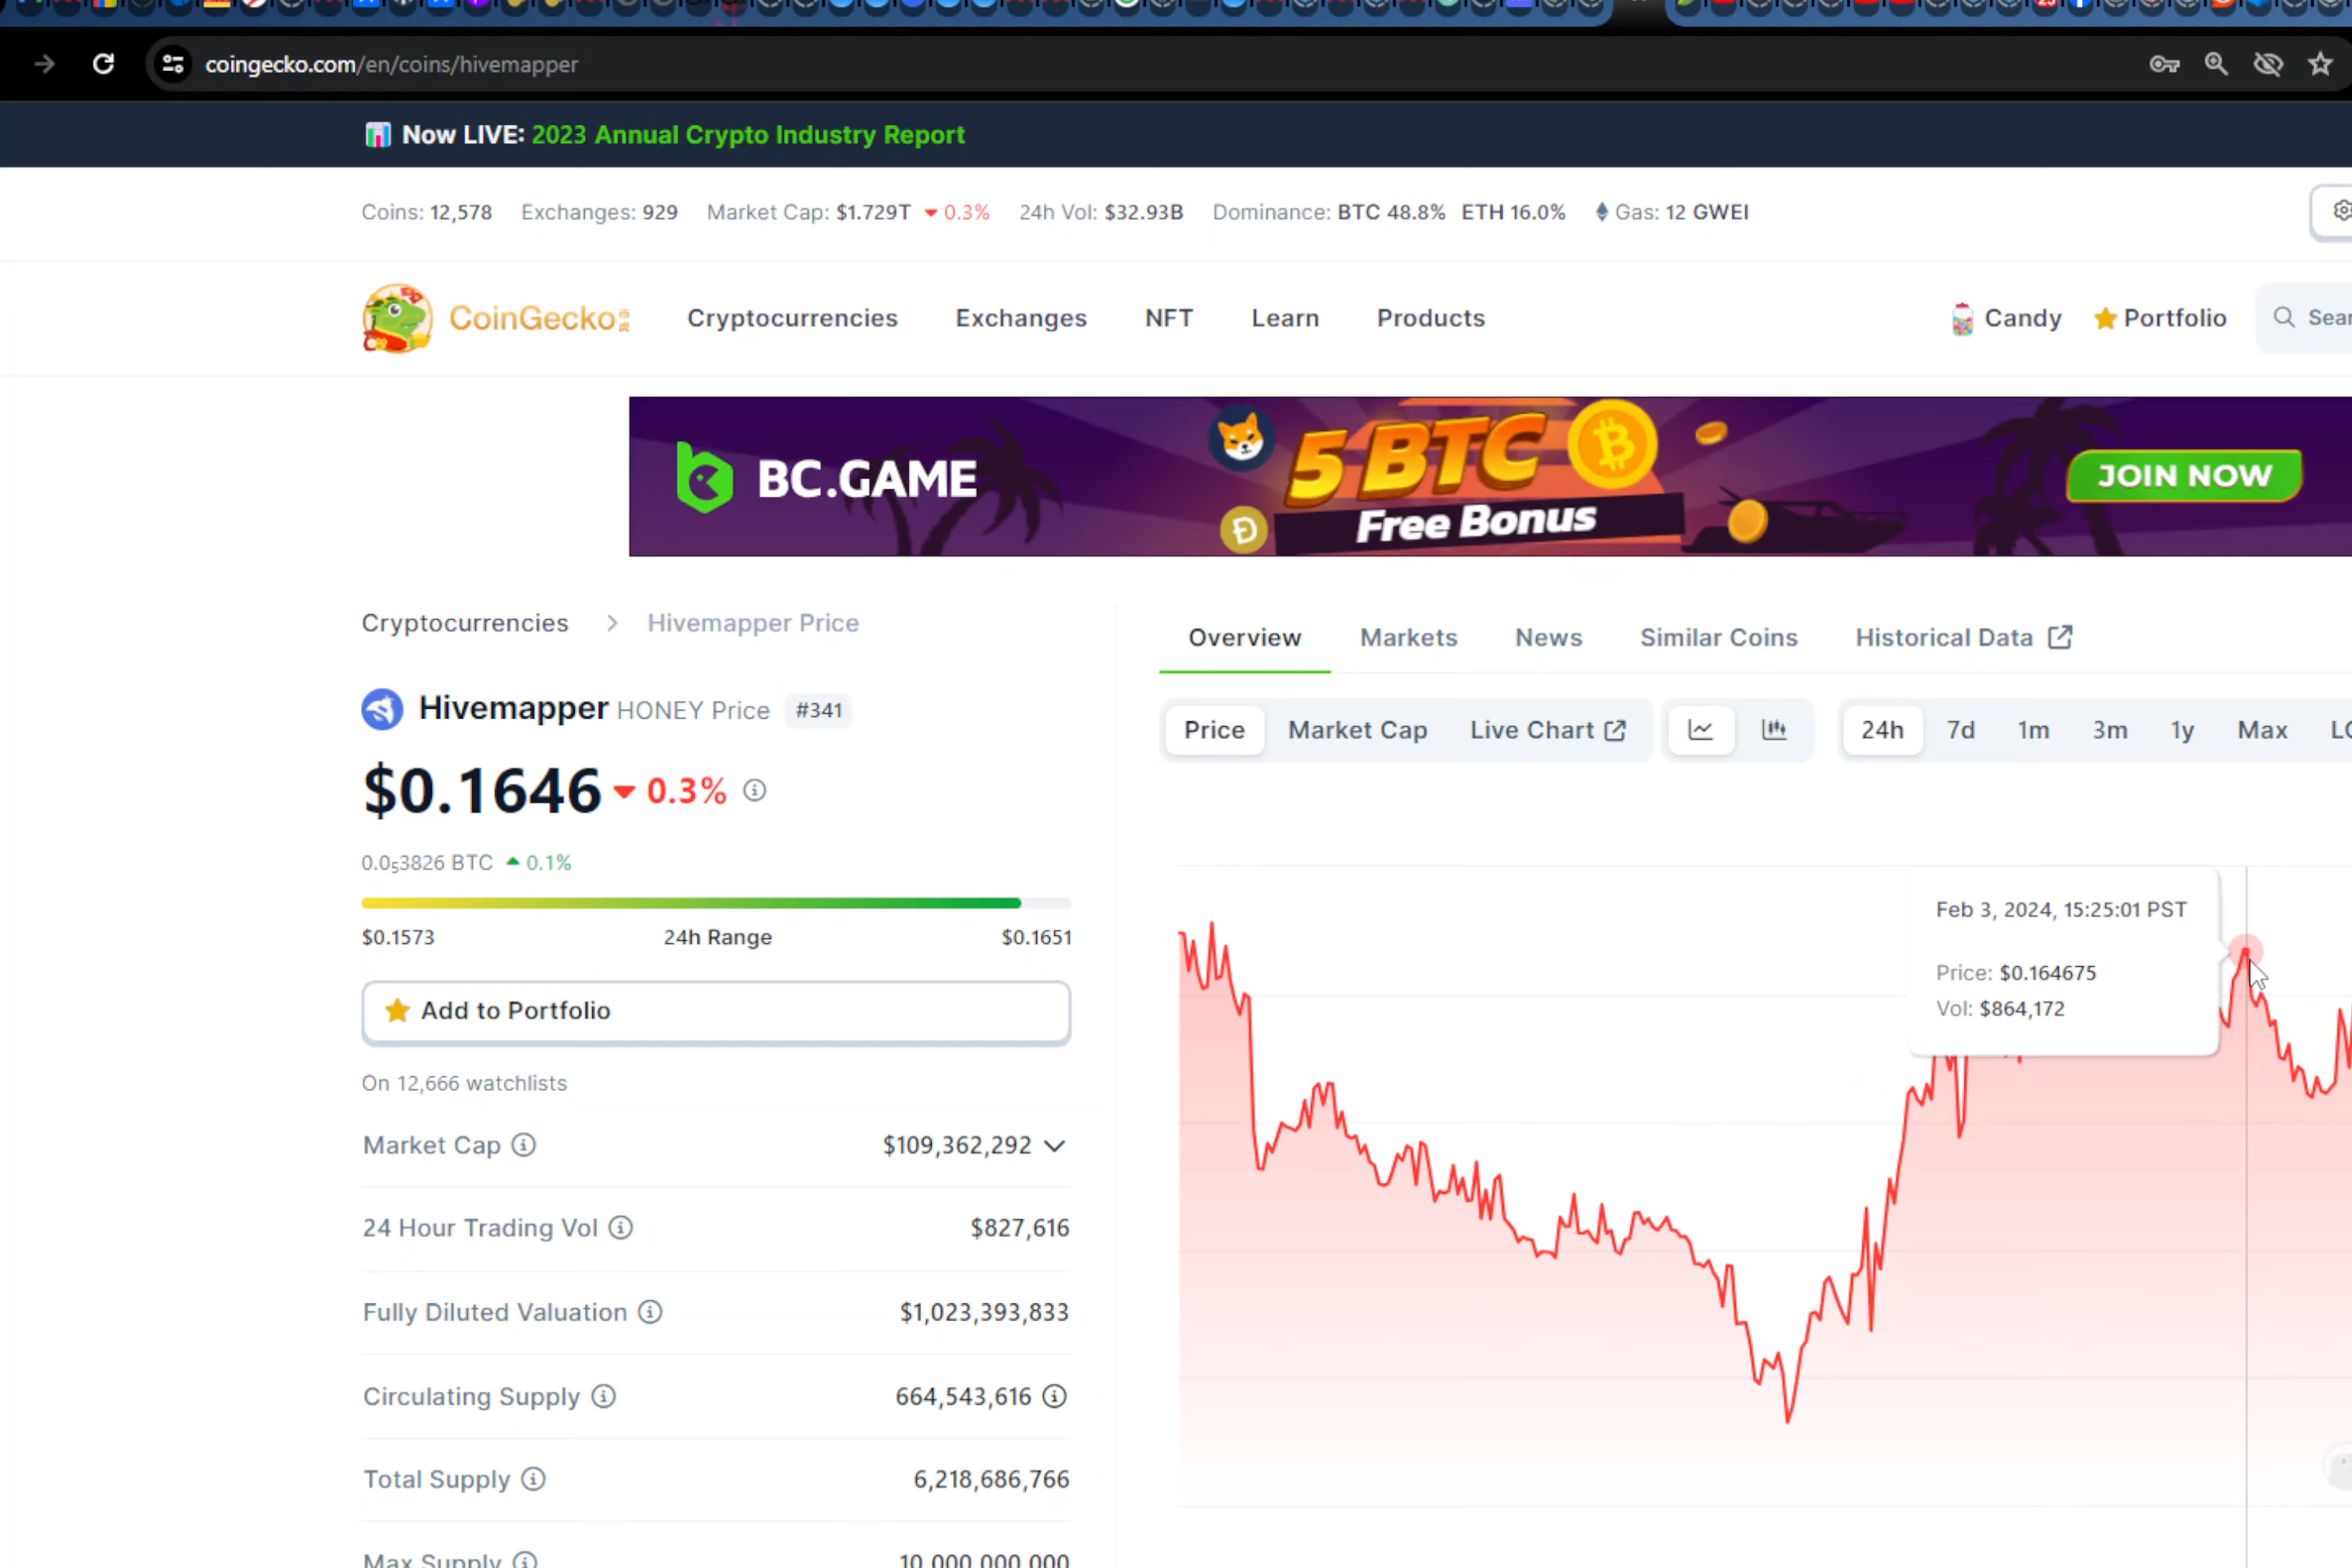 coingecko.com/en/coins/hivemapper
Now LIVE: 2023 Annual Crypto Industry Report
Coins: 12,578 Exchanges: 929 Market Cap: $1.729T 0.3% 24h Vol: $32.93B Dominance: BTC 48.8% ETH 16.0% Gas: 12 GWEI
CoinGecko Cryptocurrencies Exchanges NFT Learn Products Candy Portfolio
BC.GAME 5 BTC Free Bonus JOIN NOW
Cryptocurrencies > Hivemapper Price
Overview Markets News Similar Coins Historical Data
Hivemapper HONEY Price #341
Price Market Cap Live Chart 24h 7d 1m 3m 1y Max
$0.1646 0.3%
0.0₅3826 BTC 0.1%
$0.1573 24h Range $0.1651
Add to Portfolio
On 12,666 watchlists
Market Cap $109,362,292
24 Hour Trading Vol $827,616
Fully Diluted Valuation $1,023,393,833
Circulating Supply 664,543,616
Total Supply 6,218,686,766
Max Supply 10,000,000,000
Feb 3, 2024, 15:25:01 PST
Price: $0.164675
Vol: $864,172